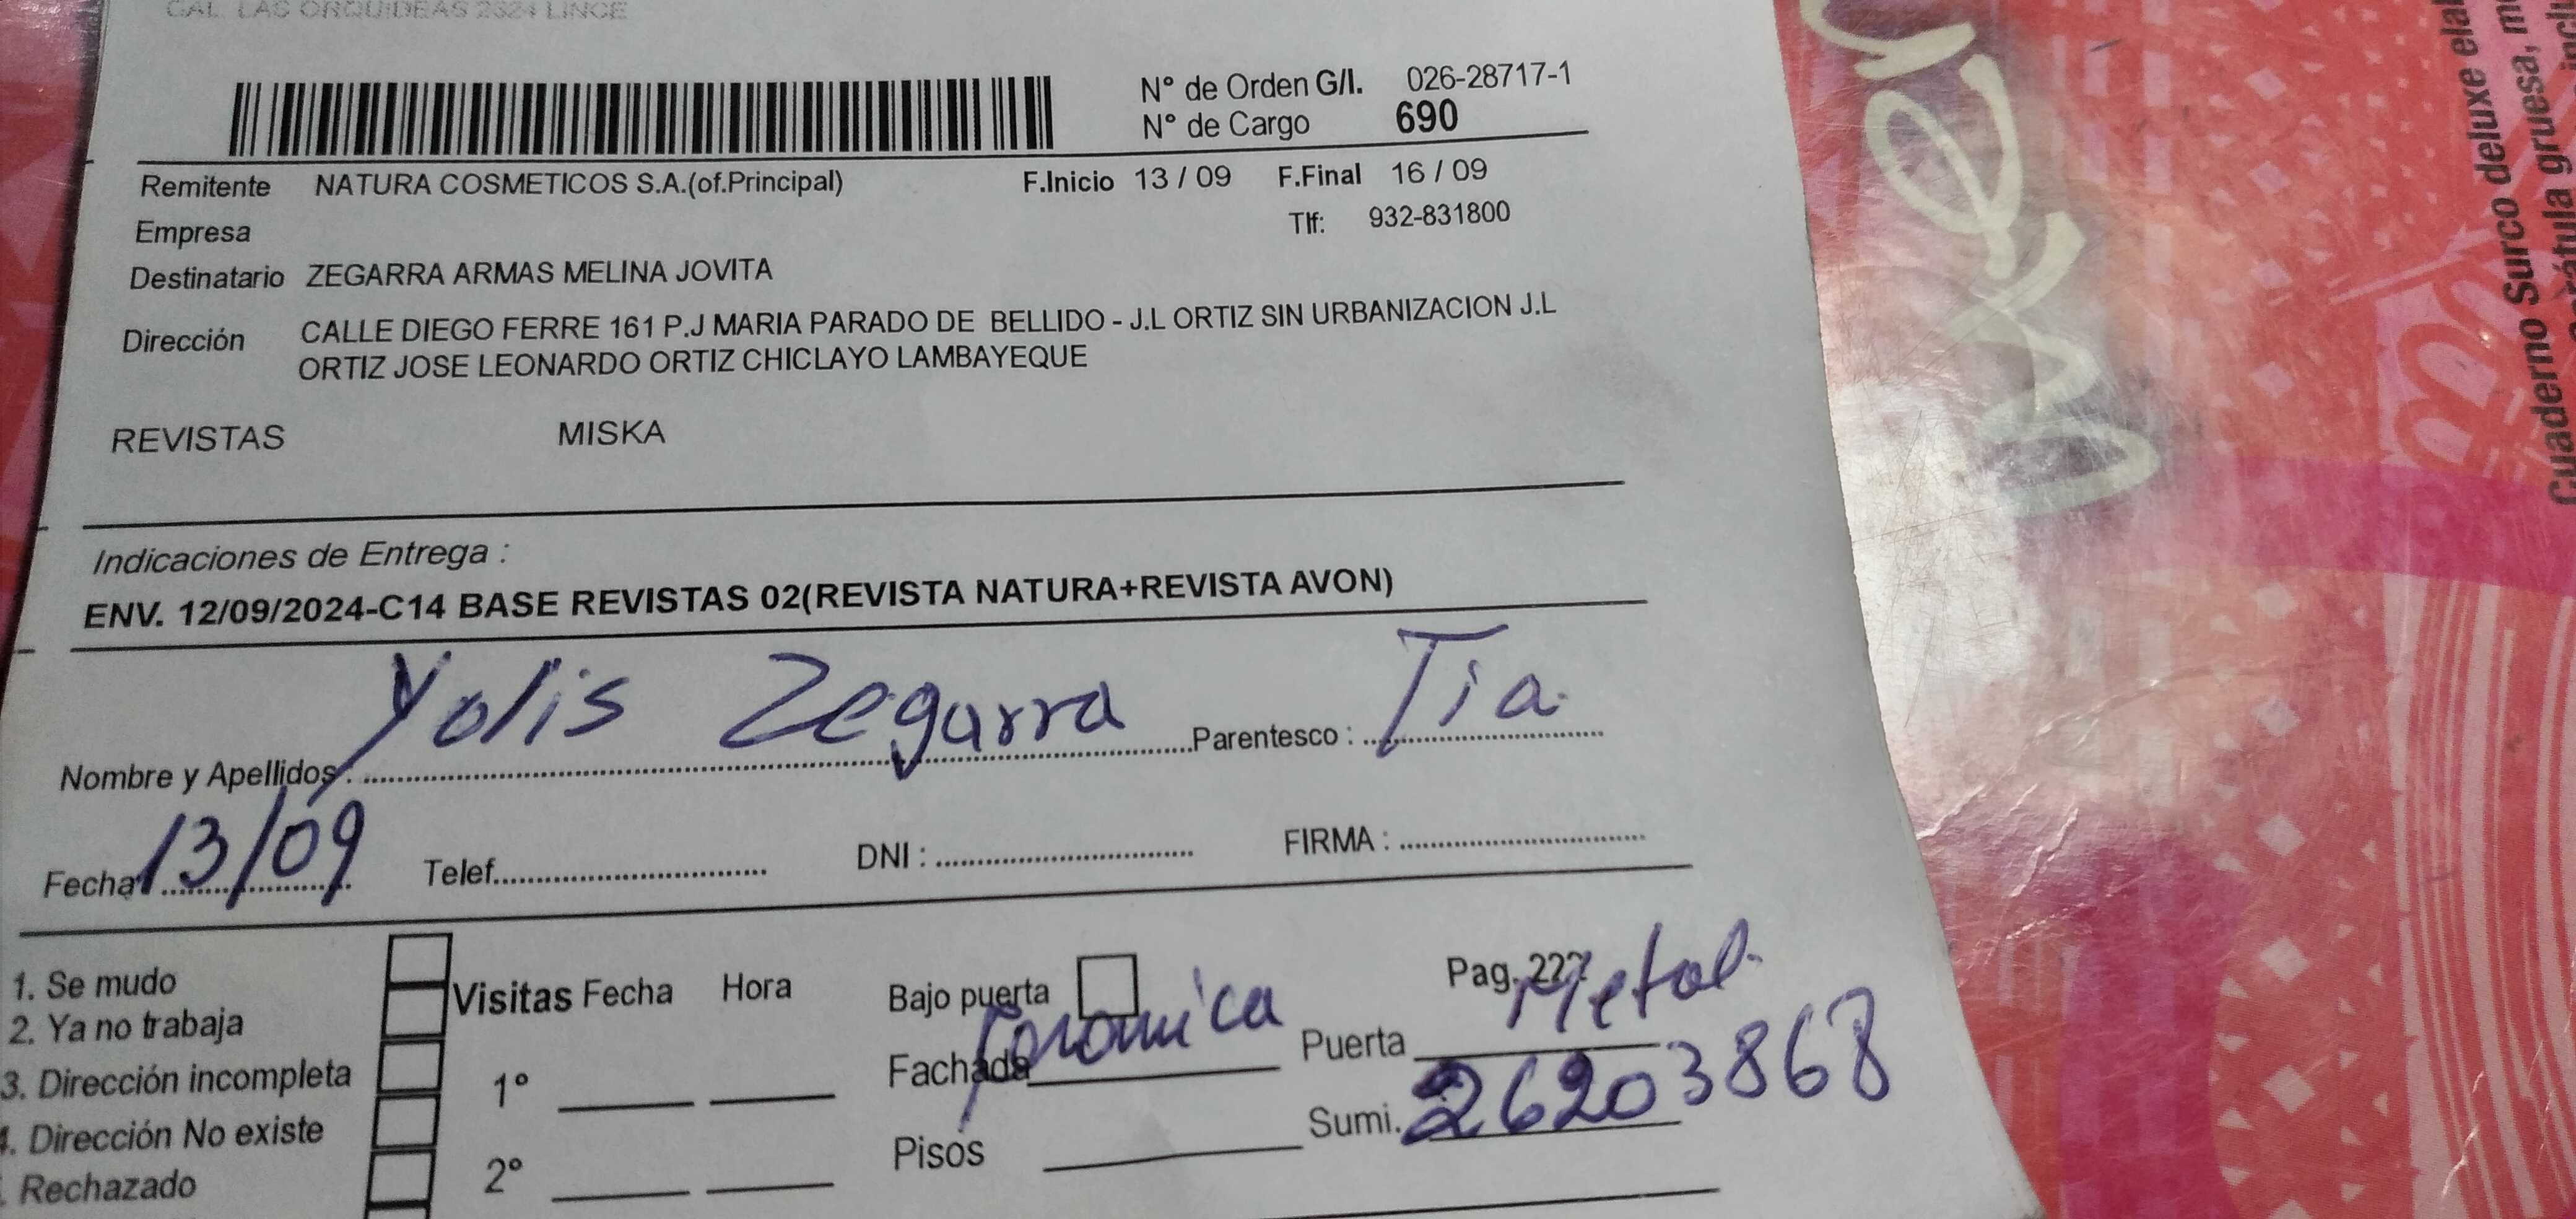 CAL. LAS ORQUIDEAS 2324 LINCE
N° de Orden G/I. 026-28717-1
N° de Cargo 690
Remitente NATURA COSMETICOS S.A.(of.Principal) F.Inicio 13 / 09 F.Final 16 / 09
Empresa Tlf: 932-831800
Destinatario ZEGARRA ARMAS MELINA JOVITA
Dirección CALLE DIEGO FERRE 161 P.J MARIA PARADO DE BELLIDO - J.L ORTIZ SIN URBANIZACION J.L
ORTIZ JOSE LEONARDO ORTIZ CHICLAYO LAMBAYEQUE
REVISTAS MISKA
Indicaciones de Entrega :
ENV. 12/09/2024-C14 BASE REVISTAS 02(REVISTA NATURA+REVISTA AVON)
Nombre y Apellidos: Yolis Zegarra Parentesco : Tia
Fecha 13/09 Telef. DNI : FIRMA :
1. Se mudo
2. Ya no trabaja
3. Dirección incompleta
4. Dirección No existe
. Rechazado
Visitas Fecha Hora
1°
2°
Bajo puerta Pag. 227
Fachada Puerta Metal.
Pisos Sumi. 26203868
Cuaderno Surco deluxe
gruesa,